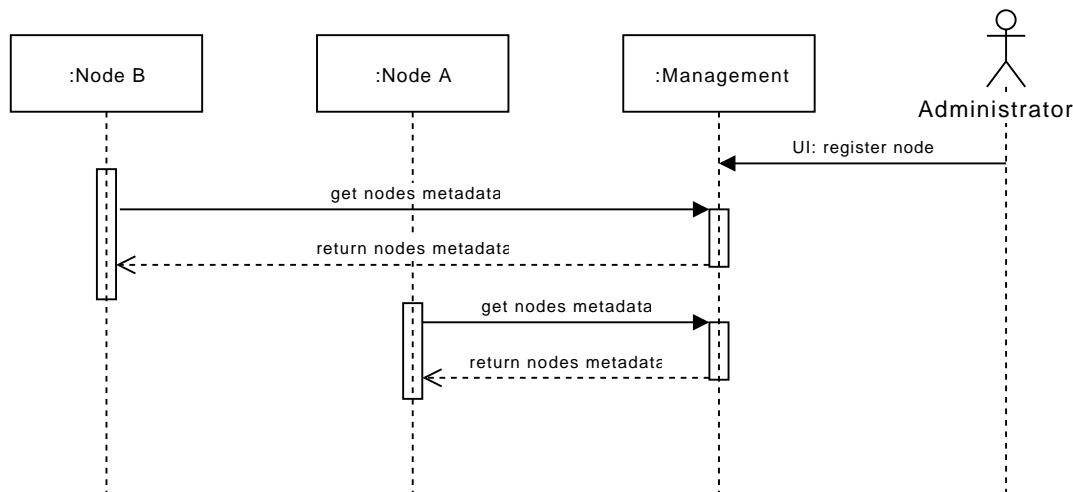 :Node B
:Node A
:Management
Administrator
UI: register node
get nodes metadata
return nodes metadata
get nodes metadata
return nodes metadata